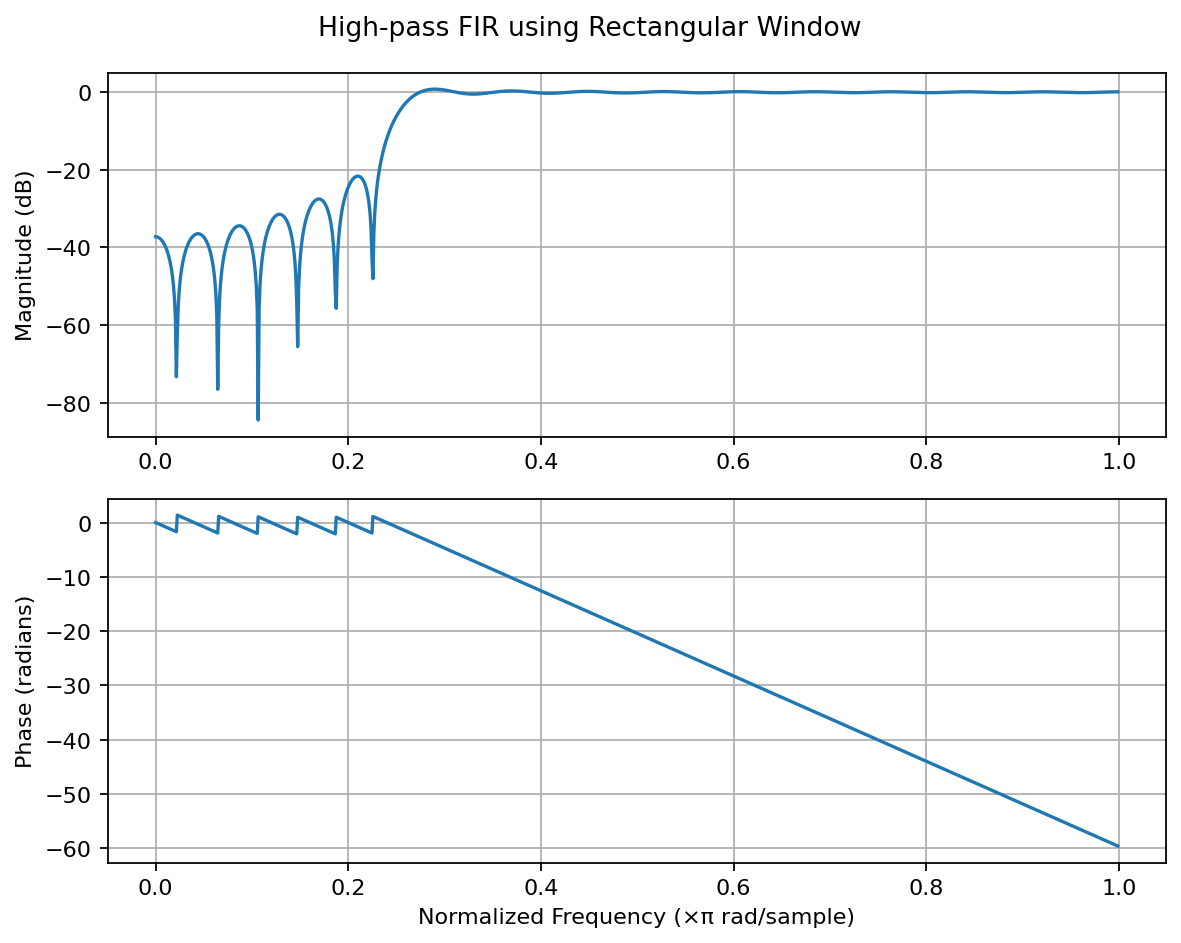 High-pass FIR using Rectangular Window
Magnitude (dB)
0
−20
−40
−60
−80
0.0 0.2 0.4 0.6 0.8 1.0
Phase (radians)
0
−10
−20
−30
−40
−50
−60
0.0 0.2 0.4 0.6 0.8 1.0
Normalized Frequency (×π rad/sample)